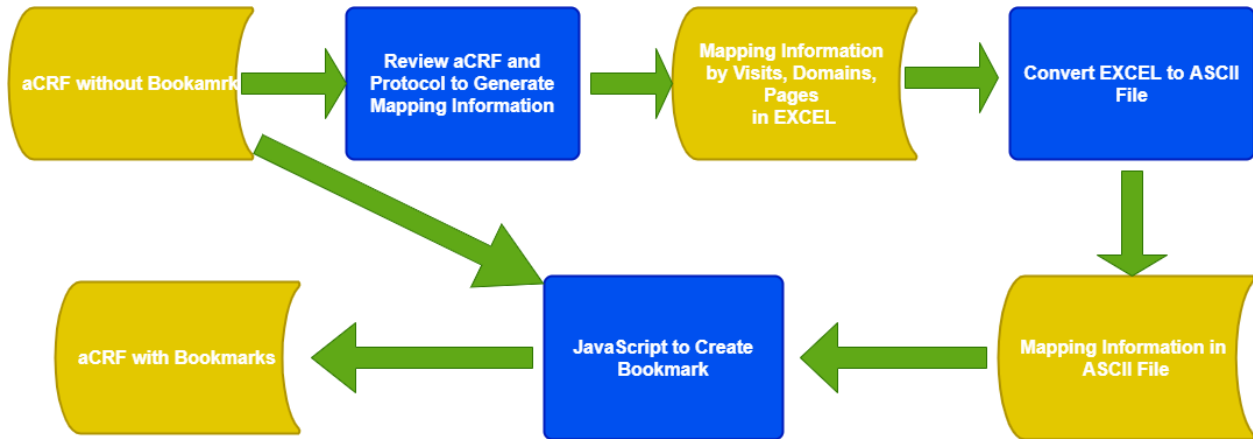 aCRF without Bookamrk
Review aCRF and
Protocol to Generate
Mapping Information
Mapping Information
by Visits, Domains,
Pages
in EXCEL
Convert EXCEL to ASCII
File
aCRF with Bookmarks
JavaScript to Create
Bookmark
Mapping Information in
ASCII File